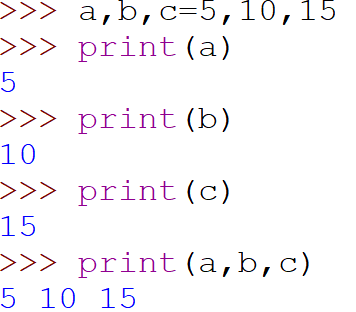 >>> a,b,c=5,10,15
>>> print(a)
5
>>> print(b)
10
>>> print(c)
15
>>> print(a,b,c)
5 10 15